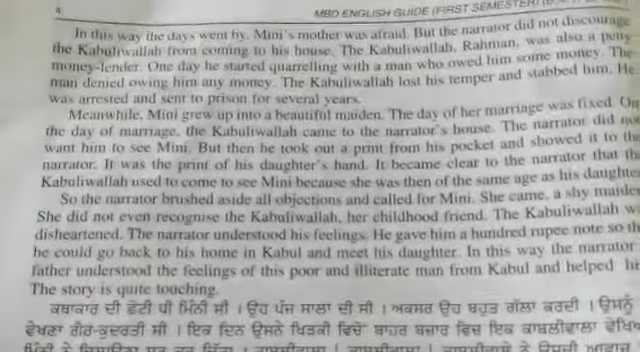 MBD ENGLISH GUIDE (FIRST SEMESTER)
In this way the days went by. Mini's mother was afraid. But the narrator did not discourage
the Kabuliwallah from coming to his house. The Kabuliwallah, Rahman, was also a petty
money-lender. One day he started quarrelling with a man who owed him some money. The
man denied owing him any money. The Kabuliwallah lost his temper and stabbed him. He
was arrested and sent to prison for several years.
Meanwhile, Mini grew up into a beautiful maiden. The day of her marriage was fixed. On
the day of marriage, the Kabuliwallah came to the narrator's house. The narrator did not
want him to see Mini. But then he took out a print from his pocket and showed it to the
narrator. It was the print of his daughter's hand. It became clear to the narrator that the
Kabuliwallah used to come to see Mini because she was then of the same age as his daughter
So the narrator brushed aside all objections and called for Mini. She came, a shy maiden
She did not even recognise the Kabuliwallah, her childhood friend. The Kabuliwallah w
disheartened. The narrator understood his feelings. He gave him a hundred rupee note so th
he could go back to his home in Kabul and meet his daughter. In this way the narrator
father understood the feelings of this poor and illiterate man from Kabul and helped hi
The story is quite touching.
ਕਥਾਕਾਰ ਦੀ ਛੋਟੀ ਧੀ ਮਿੰਨੀ ਸੀ । ਉਹ ਪੰਜ ਸਾਲਾ ਦੀ ਸੀ । ਅਕਸਰ ਉਹ ਬਹੁਤ ਗੱਲਾ ਕਰਦੀ । ਉਸਨੂੰ
ਵੇਖਣਾ ਗੈਰ-ਕੁਦਰਤੀ ਸੀ । ਇਕ ਦਿਨ ਉਸਨੇ ਖਿੜਕੀ ਵਿਚੋਂ ਬਾਹਰ ਬਜ਼ਾਰ ਵਿਚ ਇਕ ਕਾਬਲੀਵਾਲਾ ਵੇਖਿ